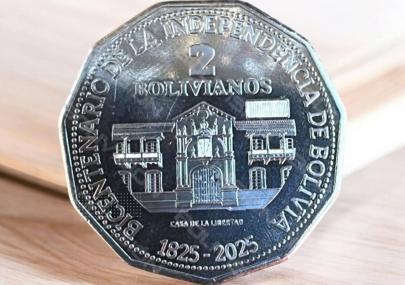 BICENTENARIO DE LA INDEPENDENCIA DE BOLIVIA
2
BOLIVIANOS
CASA DE LA LIBERTAD
1825 - 2025